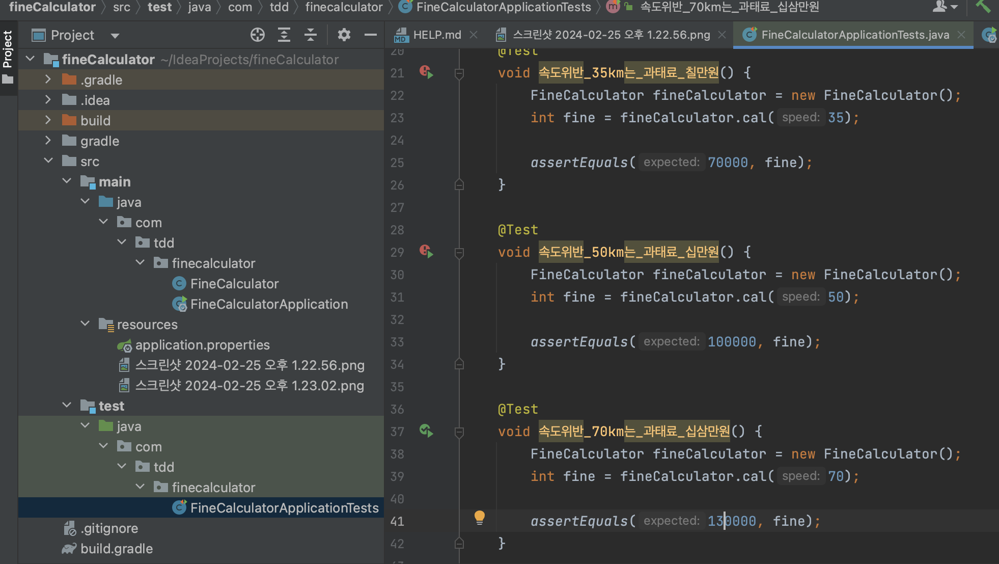 fineCalculator src test java com tdd finecalculator FineCalculatorApplicationTests m 속도위반_70km는_과태료_십삼만원
Project
Project
HELP.md
스크린샷 2024-02-25 오후 1.22.56.png
FineCalculatorApplicationTests.java
fineCalculator ~/IdeaProjects/fineCalculator
.gradle
.idea
build
gradle
src
main
java
com
tdd
finecalculator
FineCalculator
FineCalculatorApplication
resources
application.properties
스크린샷 2024-02-25 오후 1.22.56.png
스크린샷 2024-02-25 오후 1.23.02.png
test
java
com
tdd
finecalculator
FineCalculatorApplicationTests
.gitignore
build.gradle
20 @Test
21 void 속도위반_35km는_과태료_칠만원() {
22 FineCalculator fineCalculator = new FineCalculator();
23 int fine = fineCalculator.cal( speed: 35);
24
25 assertEquals( expected: 70000, fine);
26 }
27
28 @Test
29 void 속도위반_50km는_과태료_십만원() {
30 FineCalculator fineCalculator = new FineCalculator();
31 int fine = fineCalculator.cal( speed: 50);
32
33 assertEquals( expected: 100000, fine);
34 }
35
36 @Test
37 void 속도위반_70km는_과태료_십삼만원() {
38 FineCalculator fineCalculator = new FineCalculator();
39 int fine = fineCalculator.cal( speed: 70);
40
41 assertEquals( expected: 130000, fine);
42 }